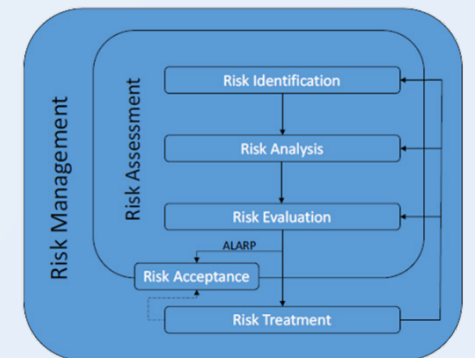 Risk Management
Risk Assessment
Risk Identification
Risk Analysis
Risk Evaluation
ALARP
Risk Acceptance
Risk Treatment